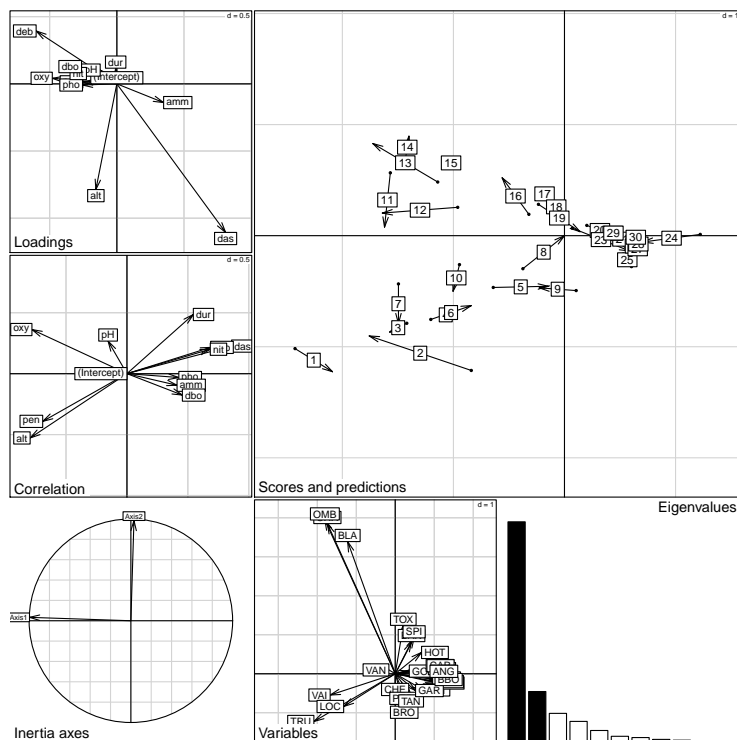 d = 0.5
deb
dur
dbo
pH
oxy
nit
(Intercept)
pho
amm
alt
das
Loadings
d = 1
14
13
15
11
12
16
17
18
19
29
30
24
23
25
8
10
5
9
7
6
3
1
2
Scores and predictions
d = 0.5
dur
oxy
pH
nit
das
(Intercept)
pho
amm
dbo
pen
alt
Correlation
Axis2
Axis1
Inertia axes
d = 1
OMB
BLA
TOX
SPI
HOT
VAN
GO
ANG
BBO
CHE
GAR
VAI
TAN
LOC
BRO
TRU
Variables
Eigenvalues